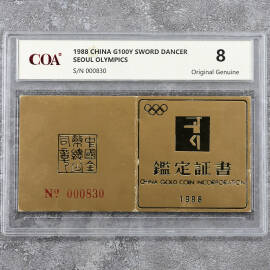 COA
1988 CHINA G100Y SWORD DANCER
SEOUL OLYMPICS
S/N 000830
8
Original Genuine
Nº 000830
鑑定証書
CHINA GOLD COIN INCORPORATION
1988